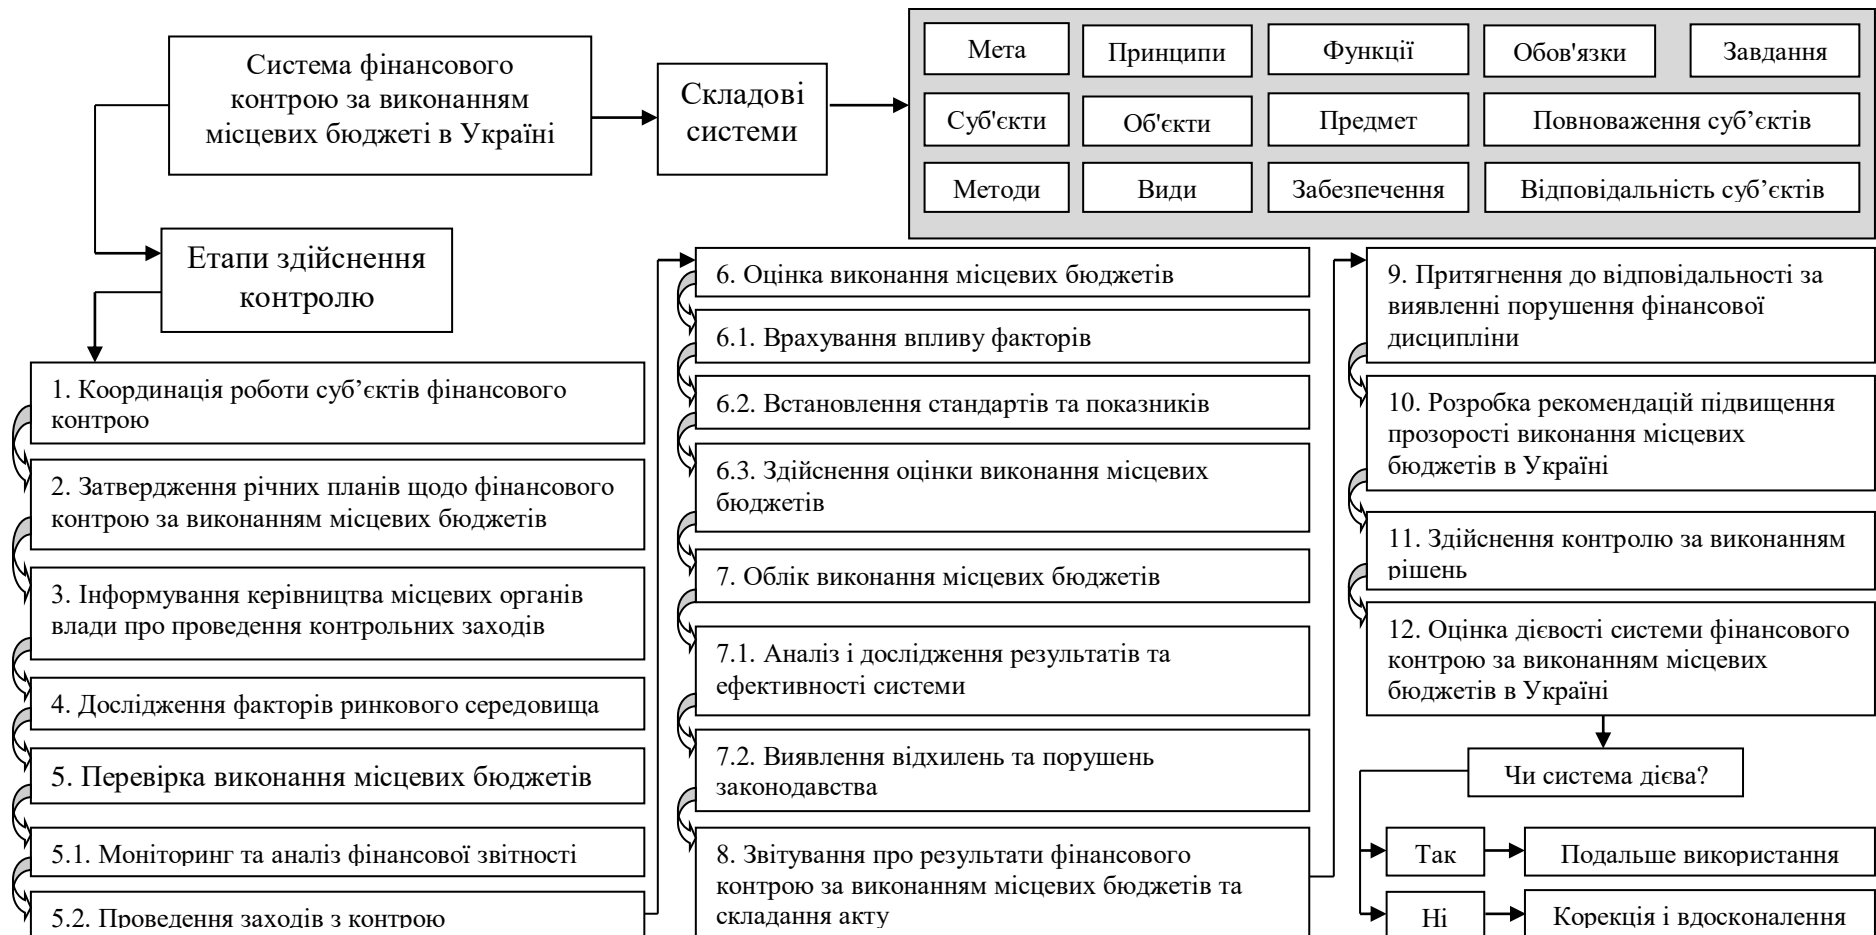 Система фінансового
контрою за виконанням
місцевих бюджеті в Україні
Складові
системи
Мета
Принципи
Функції
Обов'язки
Завдання
Суб'єкти
Об'єкти
Предмет
Повноваження суб’єктів
Методи
Види
Забезпечення
Відповідальність суб’єктів
Етапи здійснення
контролю
1. Координація роботи суб’єктів фінансового
контрою
2. Затвердження річних планів щодо фінансового
контрою за виконанням місцевих бюджетів
3. Інформування керівництва місцевих органів
влади про проведення контрольних заходів
4. Дослідження факторів ринкового середовища
5. Перевірка виконання місцевих бюджетів
5.1. Моніторинг та аналіз фінансової звітності
5.2. Проведення заходів з контрою
6. Оцінка виконання місцевих бюджетів
6.1. Врахування впливу факторів
6.2. Встановлення стандартів та показників
6.3. Здійснення оцінки виконання місцевих
бюджетів
7. Облік виконання місцевих бюджетів
7.1. Аналіз і дослідження результатів та
ефективності системи
7.2. Виявлення відхилень та порушень
законодавства
8. Звітування про результати фінансового
контрою за виконанням місцевих бюджетів та
складання акту
9. Притягнення до відповідальності за
виявленні порушення фінансової
дисципліни
10. Розробка рекомендацій підвищення
прозорості виконання місцевих
бюджетів в Україні
11. Здійснення контролю за виконанням
рішень
12. Оцінка дієвості системи фінансового
контрою за виконанням місцевих
бюджетів в Україні
Чи система дієва?
Так
Подальше використання
Ні
Корекція і вдосконалення